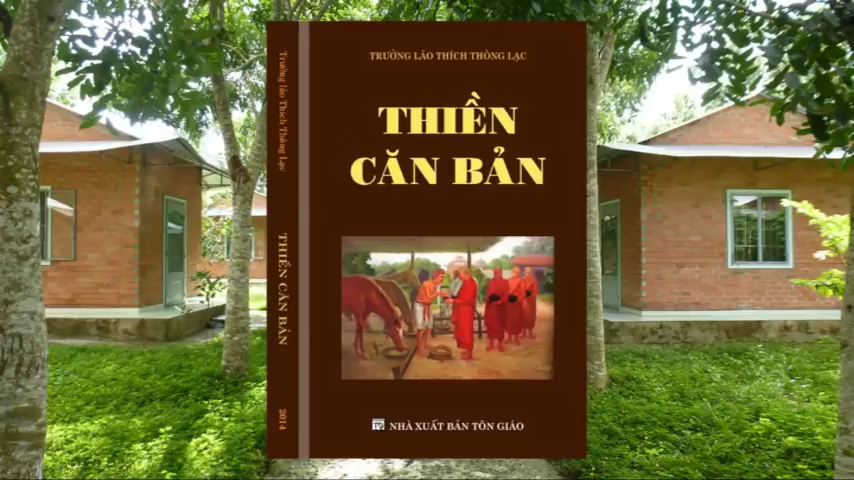 Trưởng lão Thích Thông Lạc
THIỀN CĂN BẢN
2014
TRƯỞNG LÃO THÍCH THÔNG LẠC
THIỀN
CĂN BẢN
NHÀ XUẤT BẢN TÔN GIÁO